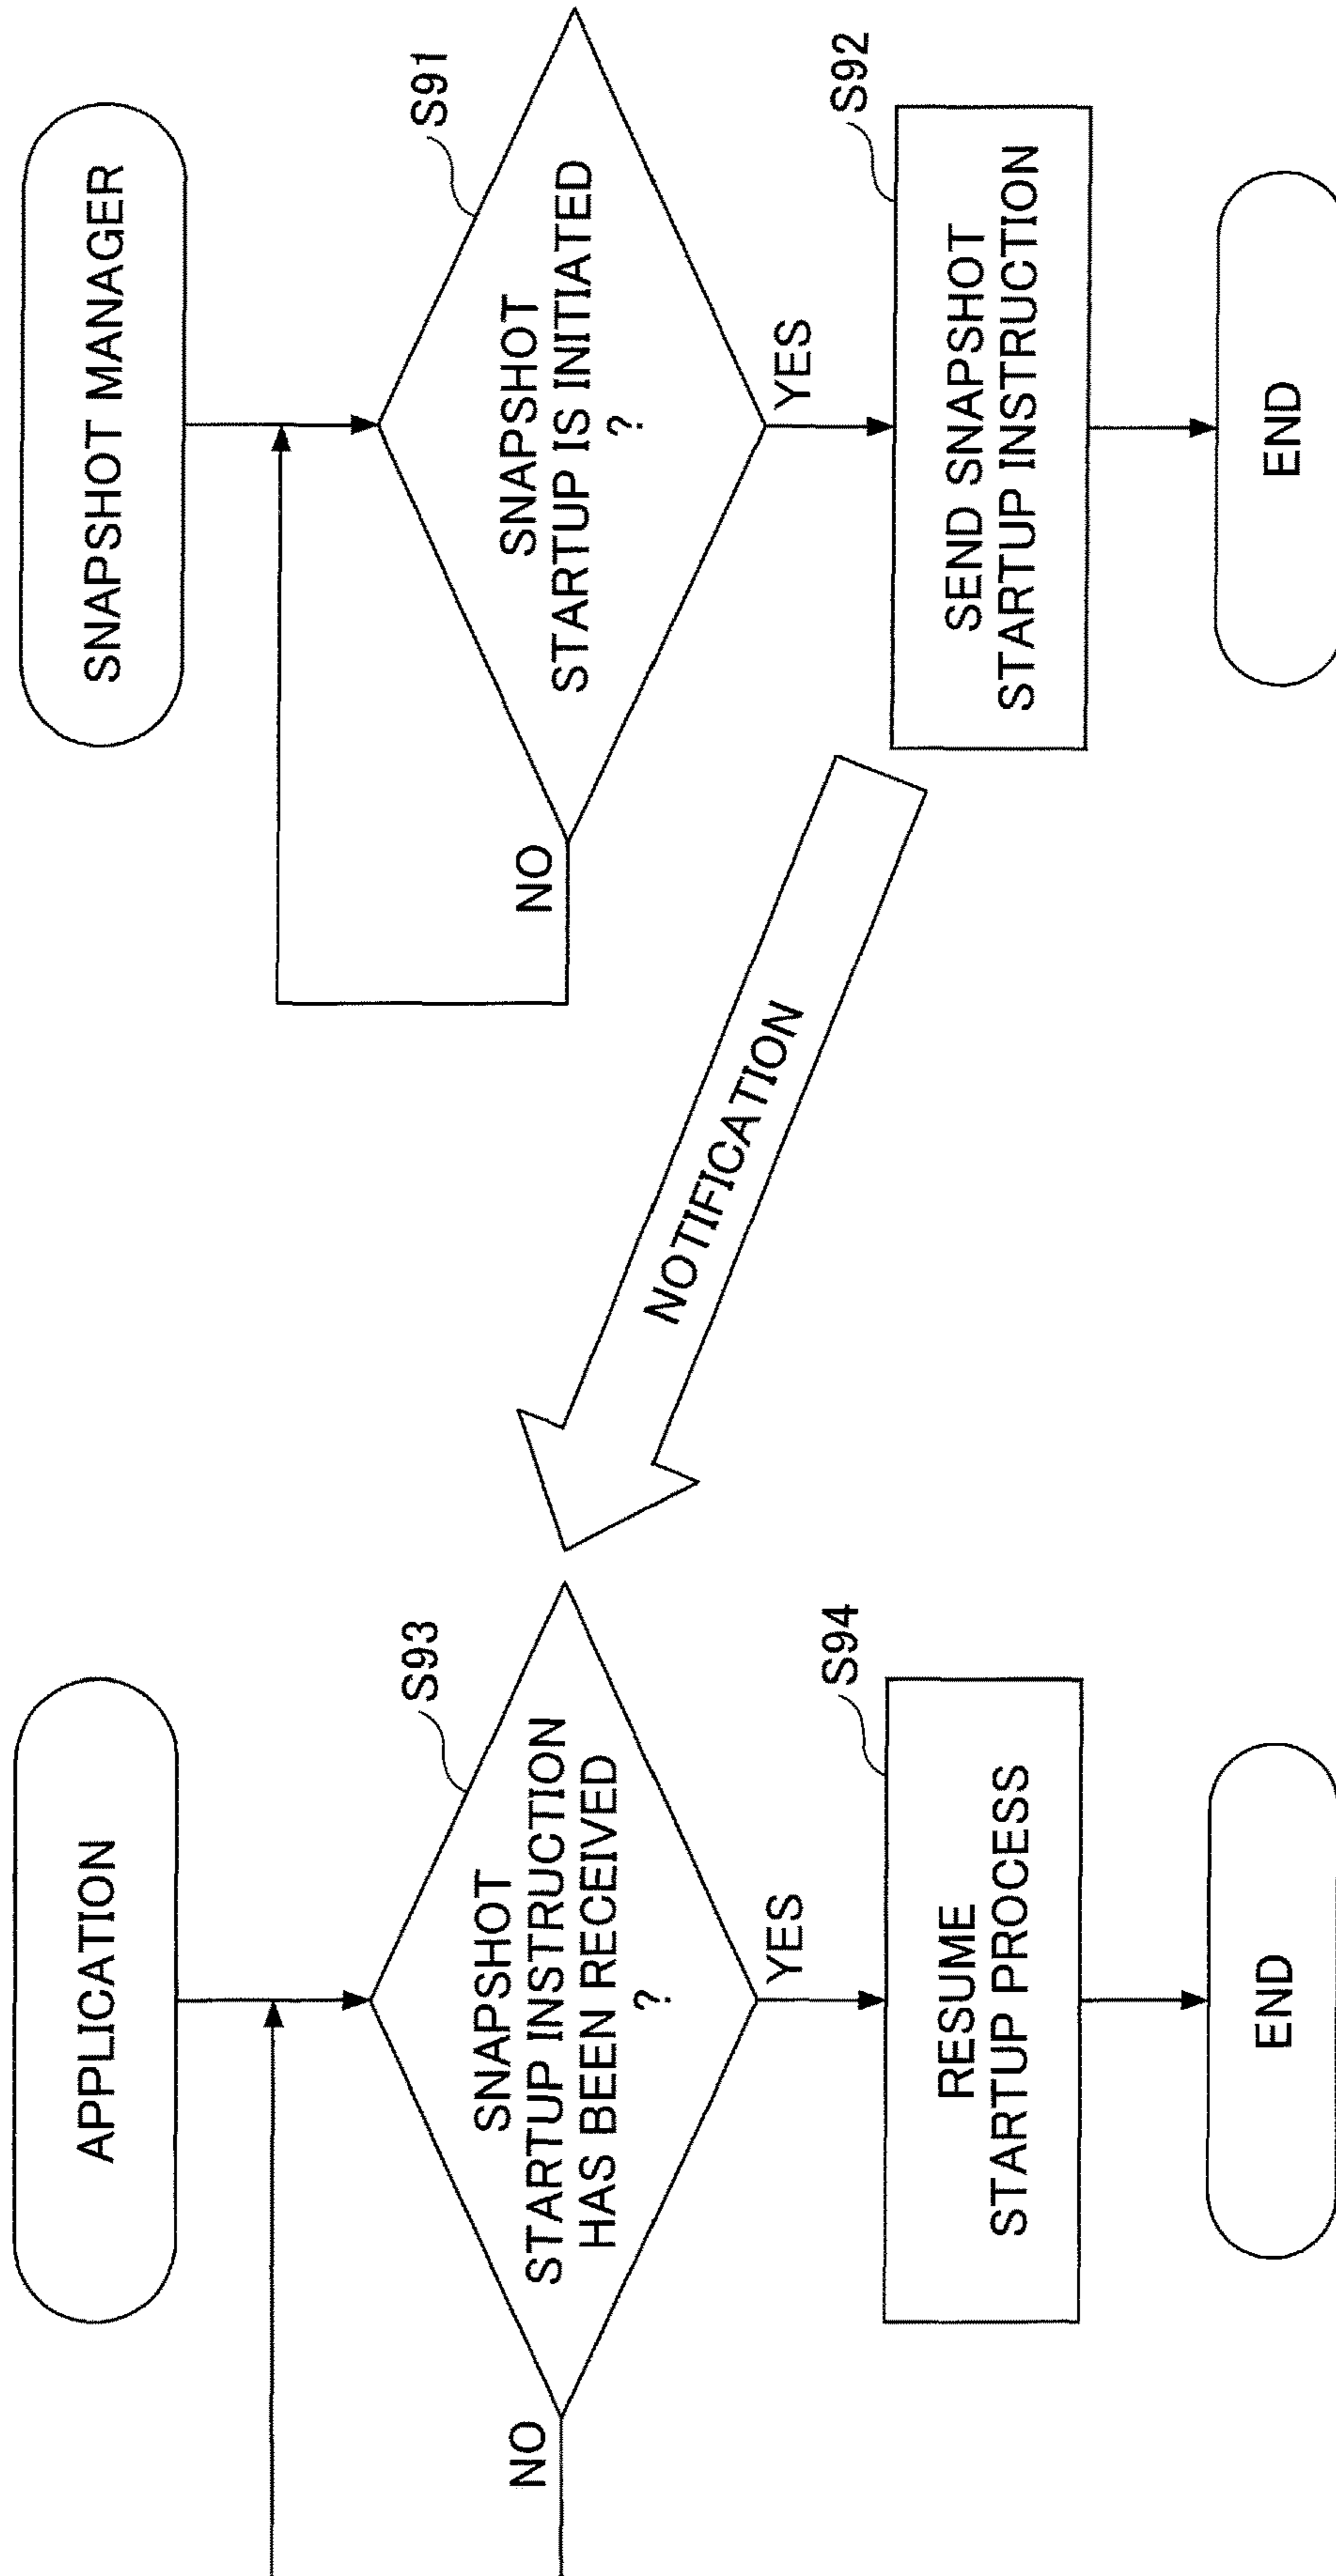 APPLICATION
S93
SNAPSHOT
STARTUP INSTRUCTION
HAS BEEN RECEIVED
?
NO
YES
S94
RESUME
STARTUP PROCESS
END
NOTIFICATION
SNAPSHOT MANAGER
S91
SNAPSHOT
STARTUP IS INITIATED
?
NO
YES
S92
SEND SNAPSHOT
STARTUP INSTRUCTION
END